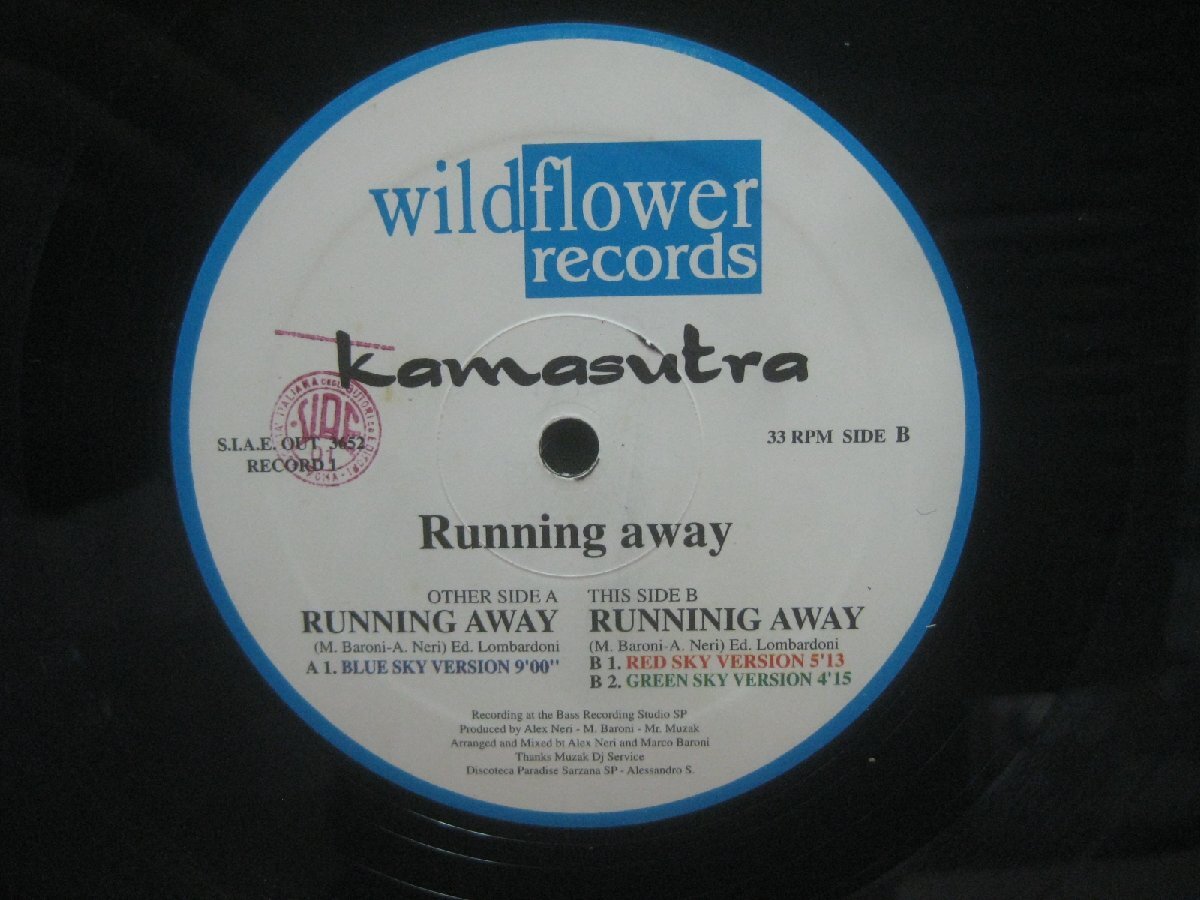 wildflower
records
kamasutra
S.I.A.E. OUT 3652
RECORD 1
33 RPM SIDE B
Running away
OTHER SIDE A
RUNNING AWAY
(M. Baroni-A. Neri) Ed. Lombardoni
A 1. BLUE SKY VERSION 9'00"
THIS SIDE B
RUNNINIG AWAY
(M. Baroni-A. Neri) Ed. Lombardoni
B 1. RED SKY VERSION 5'13
B 2. GREEN SKY VERSION 4'15
Recording at the Bass Recording Studio SP
Produced by Alex Neri - M. Baroni - Mr. Muzak
Arranged and Mixed bt Alex Neri and Marco Baroni
Thanks Muzak Dj Service
Discoteca Paradise Sarzana SP - Alessandro S.